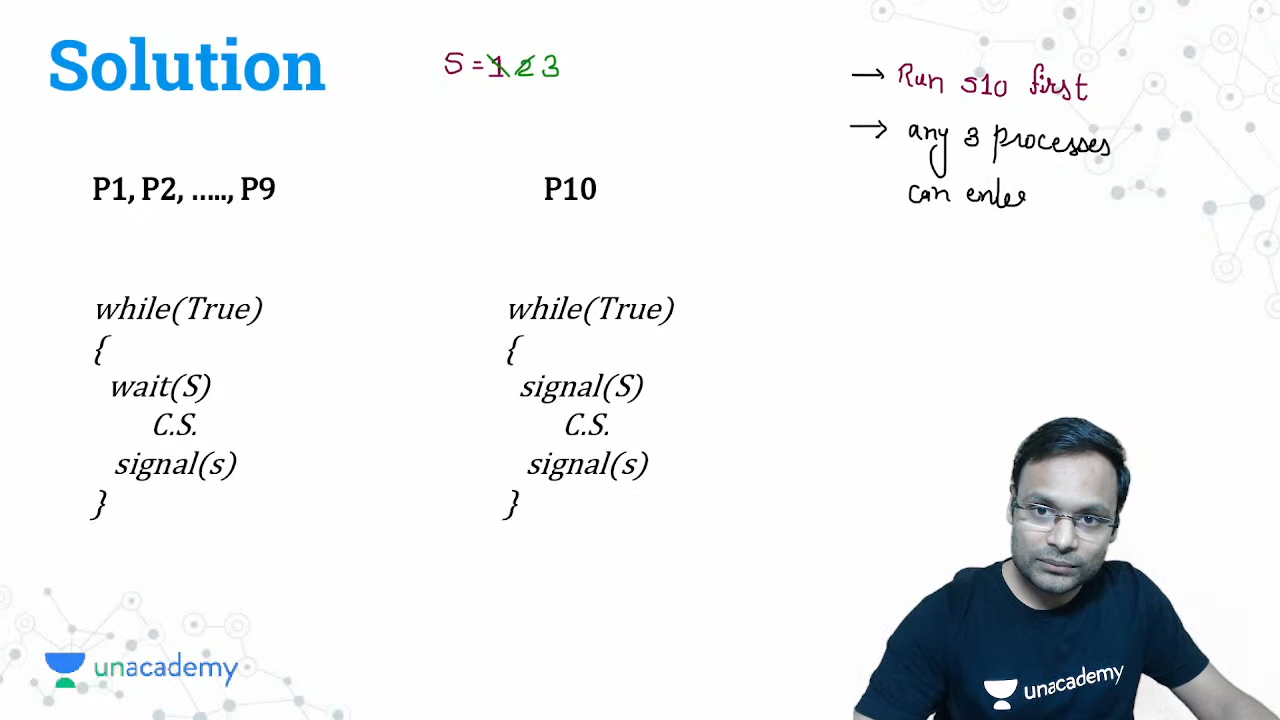 Solution
S = 1 2 3
→ Run S10 first
→ any 3 processes
can enter
P1, P2, ....., P9
P10
while(True)
{
wait(S)
C.S.
signal(s)
}
while(True)
{
signal(S)
C.S.
signal(s)
}
unacademy
unacademy